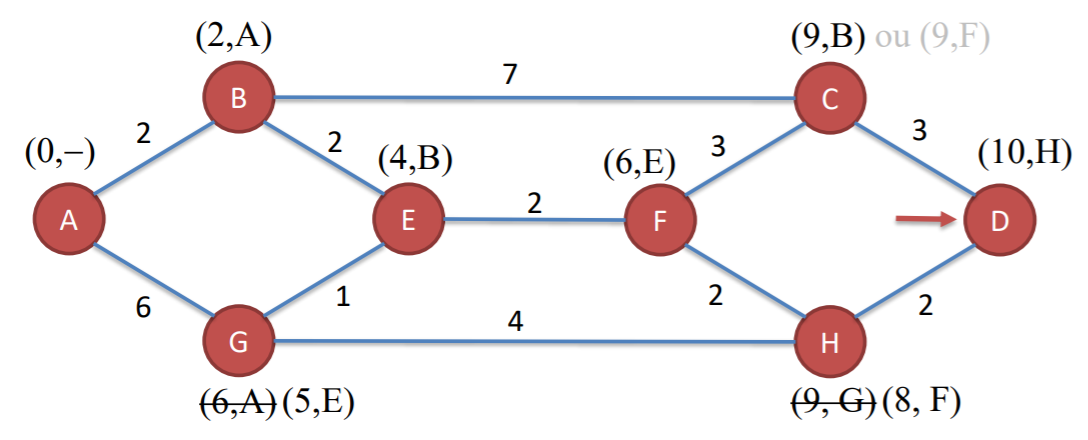 (2,A)
(9,B) ou (9,F)
B
7
C
2
2
3
3
(0,–)
(4,B)
(6,E)
(10,H)
A
E
2
F
D
6
1
2
2
G
4
H
(6,A) (5,E)
(9, G) (8, F)